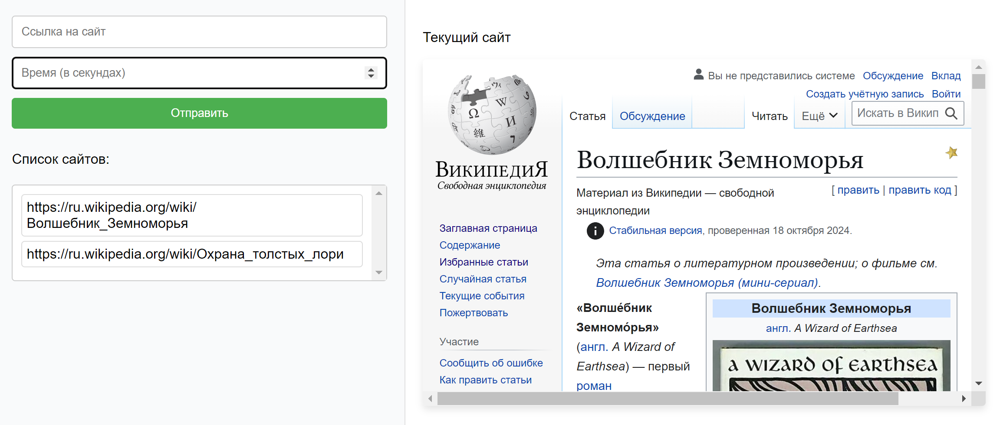 Ссылка на сайт
Время (в секундах)
Отправить
Список сайтов:
https://ru.wikipedia.org/wiki/
Волшебник_Земноморья
https://ru.wikipedia.org/wiki/Охрана_толстых_лори
Текущий сайт
Вы не представились системе Обсуждение Вклад
Создать учётную запись Войти
Статья Обсуждение Читать Ещё Искать в Викип
ВикипедиЯ
Свободная энциклопедия
Заглавная страница
Содержание
Избранные статьи
Случайная статья
Текущие события
Пожертвовать
Участие
Сообщить об ошибке
Как править статьи
Волшебник Земноморья
Материал из Википедии — свободной
энциклопедии
[ править | править код ]
Стабильная версия, проверенная 18 октября 2024.
Эта статья о литературном произведении; о фильме см.
Волшебник Земноморья (мини-сериал).
«Волше́бник
Земномо́рья»
(англ. A Wizard of
Earthsea) — первый
роман
Волшебник Земноморья
англ. A Wizard of Earthsea
A WIZARD OF EARTHSEA